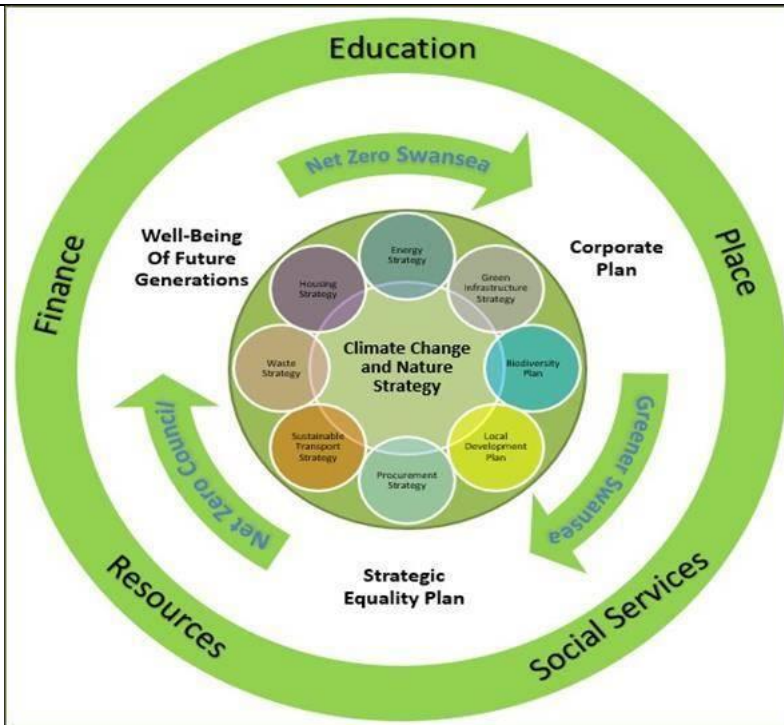 Education
Finance
Place
Resources
Social Services
Net Zero Swansea
Greener Swansea
Net Zero Council
Well-Being
Of Future
Generations
Corporate
Plan
Strategic
Equality Plan
Climate Change
and Nature
Strategy
Energy
Strategy
Green
Infrastructure
Strategy
Biodiversity
Plan
Local
Development
Plan
Procurement
Strategy
Sustainable
Transport
Strategy
Waste
Strategy
Housing
Strategy